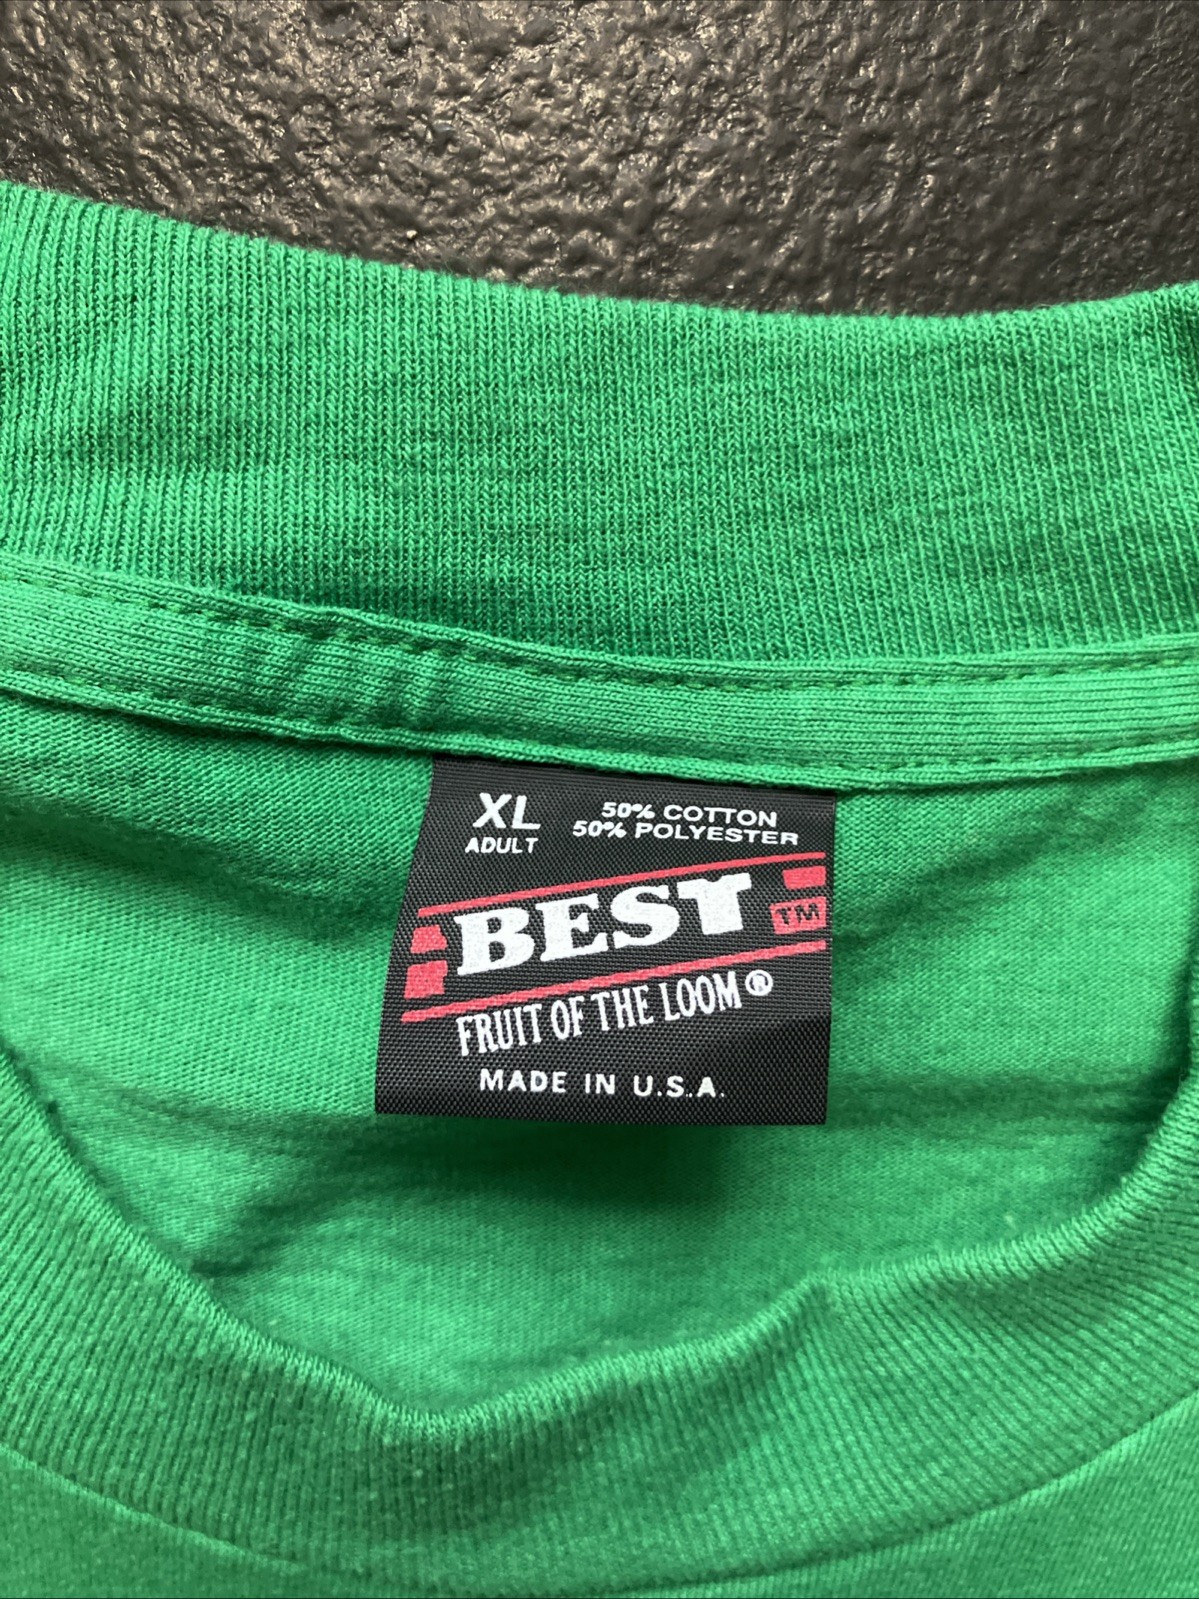 XL
ADULT
50% COTTON
50% POLYESTER
BEST TM
FRUIT OF THE LOOM ®
MADE IN U.S.A.